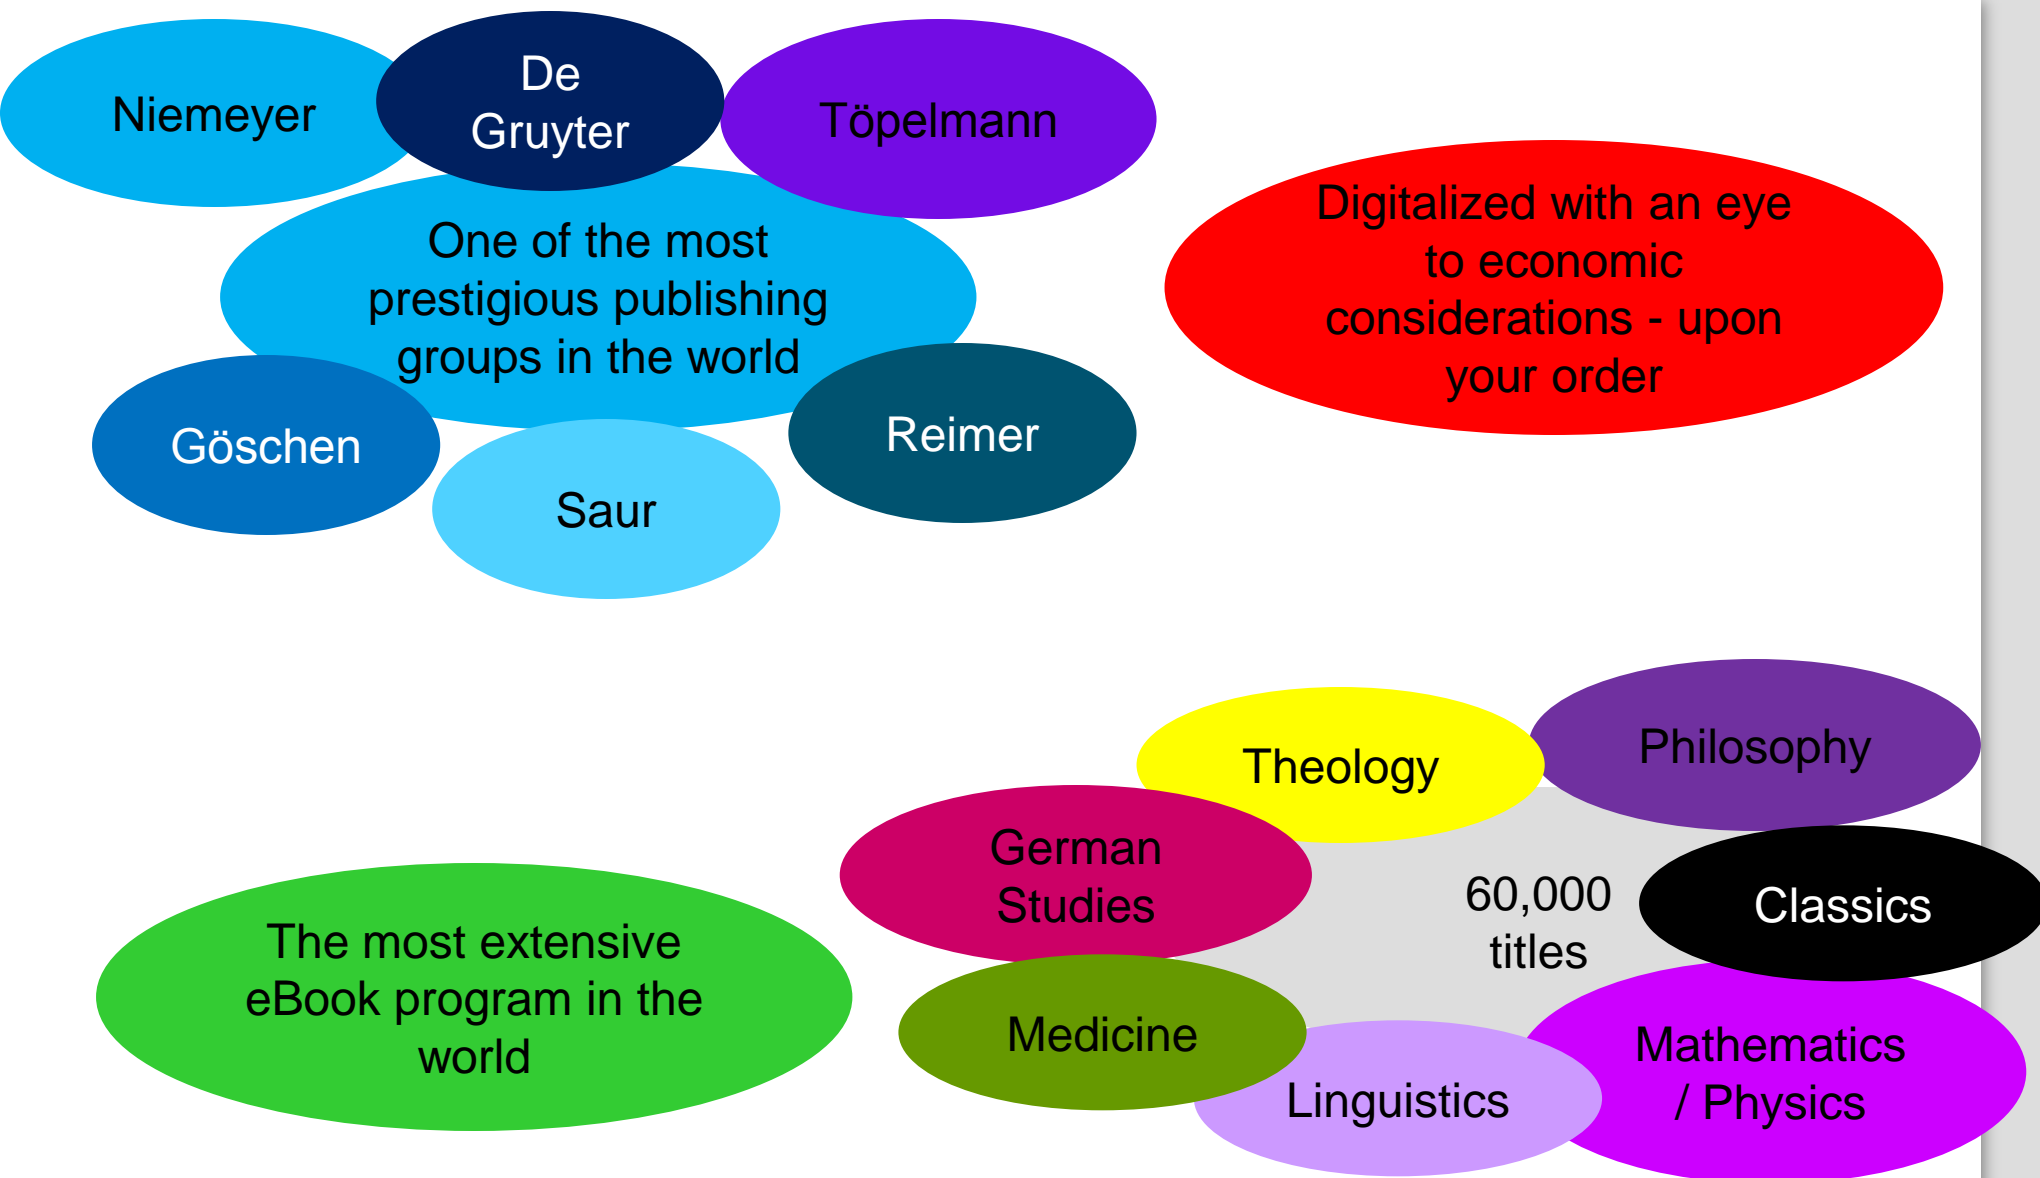 Niemeyer
De
Gruyter
Töpelmann
One of the most
prestigious publishing
groups in the world
Göschen
Saur
Reimer
Digitalized with an eye
to economic
considerations - upon
your order
Theology
Philosophy
German
Studies
60,000
titles
Classics
Medicine
Linguistics
Mathematics
/ Physics
The most extensive
eBook program in the
world